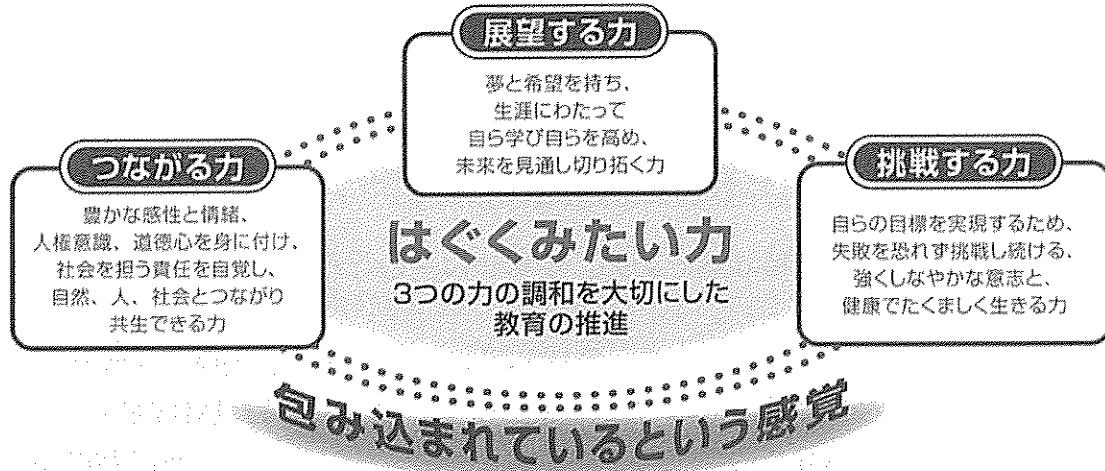 展望する力
夢と希望を持ち、
生涯にわたって
自ら学び自らを高め、
未来を見通し切り拓く力
つながる力
豊かな感性と情緒、
人権意識、道徳心を身に付け、
社会を担う責任を自覚し、
自然、人、社会とつながり
共生できる力
挑戦する力
自らの目標を実現するため、
失敗を恐れず挑戦し続ける、
強くしなやかな意志と、
健康でたくましく生きる力
はぐくみたい力
3つの力の調和を大切にした
教育の推進
包み込まれているという感覚